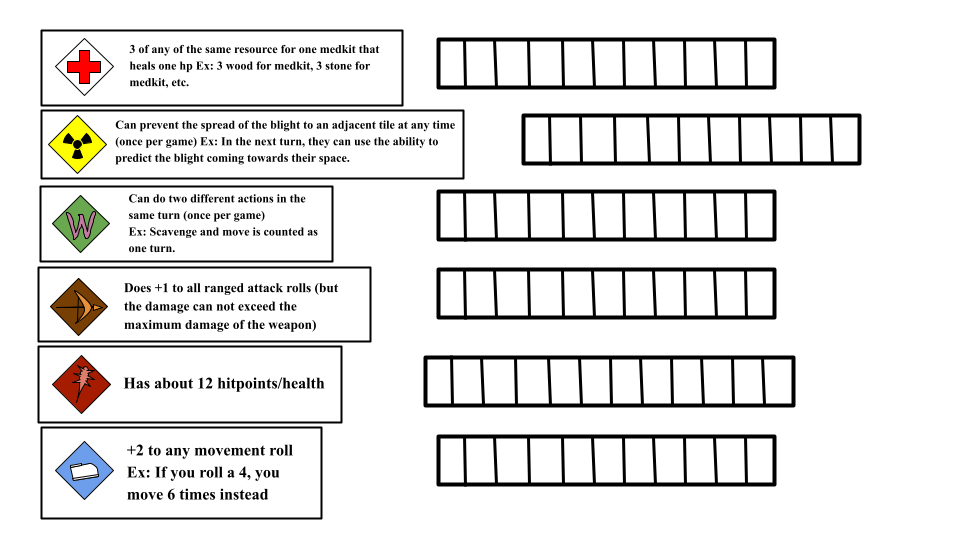 3 of any of the same resource for one medkit that
heals one hp Ex: 3 wood for medkit, 3 stone for
medkit, etc.
Can prevent the spread of the blight to an adjacent tile at any time
(once per game) Ex: In the next turn, they can use the ability to
predict the blight coming towards their space.
W
Can do two different actions in the
same turn (once per game)
Ex: Scavenge and move is counted as
one turn.
Does +1 to all ranged attack rolls (but
the damage can not exceed the
maximum damage of the weapon)
Has about 12 hitpoints/health
+2 to any movement roll
Ex: If you roll a 4, you
move 6 times instead